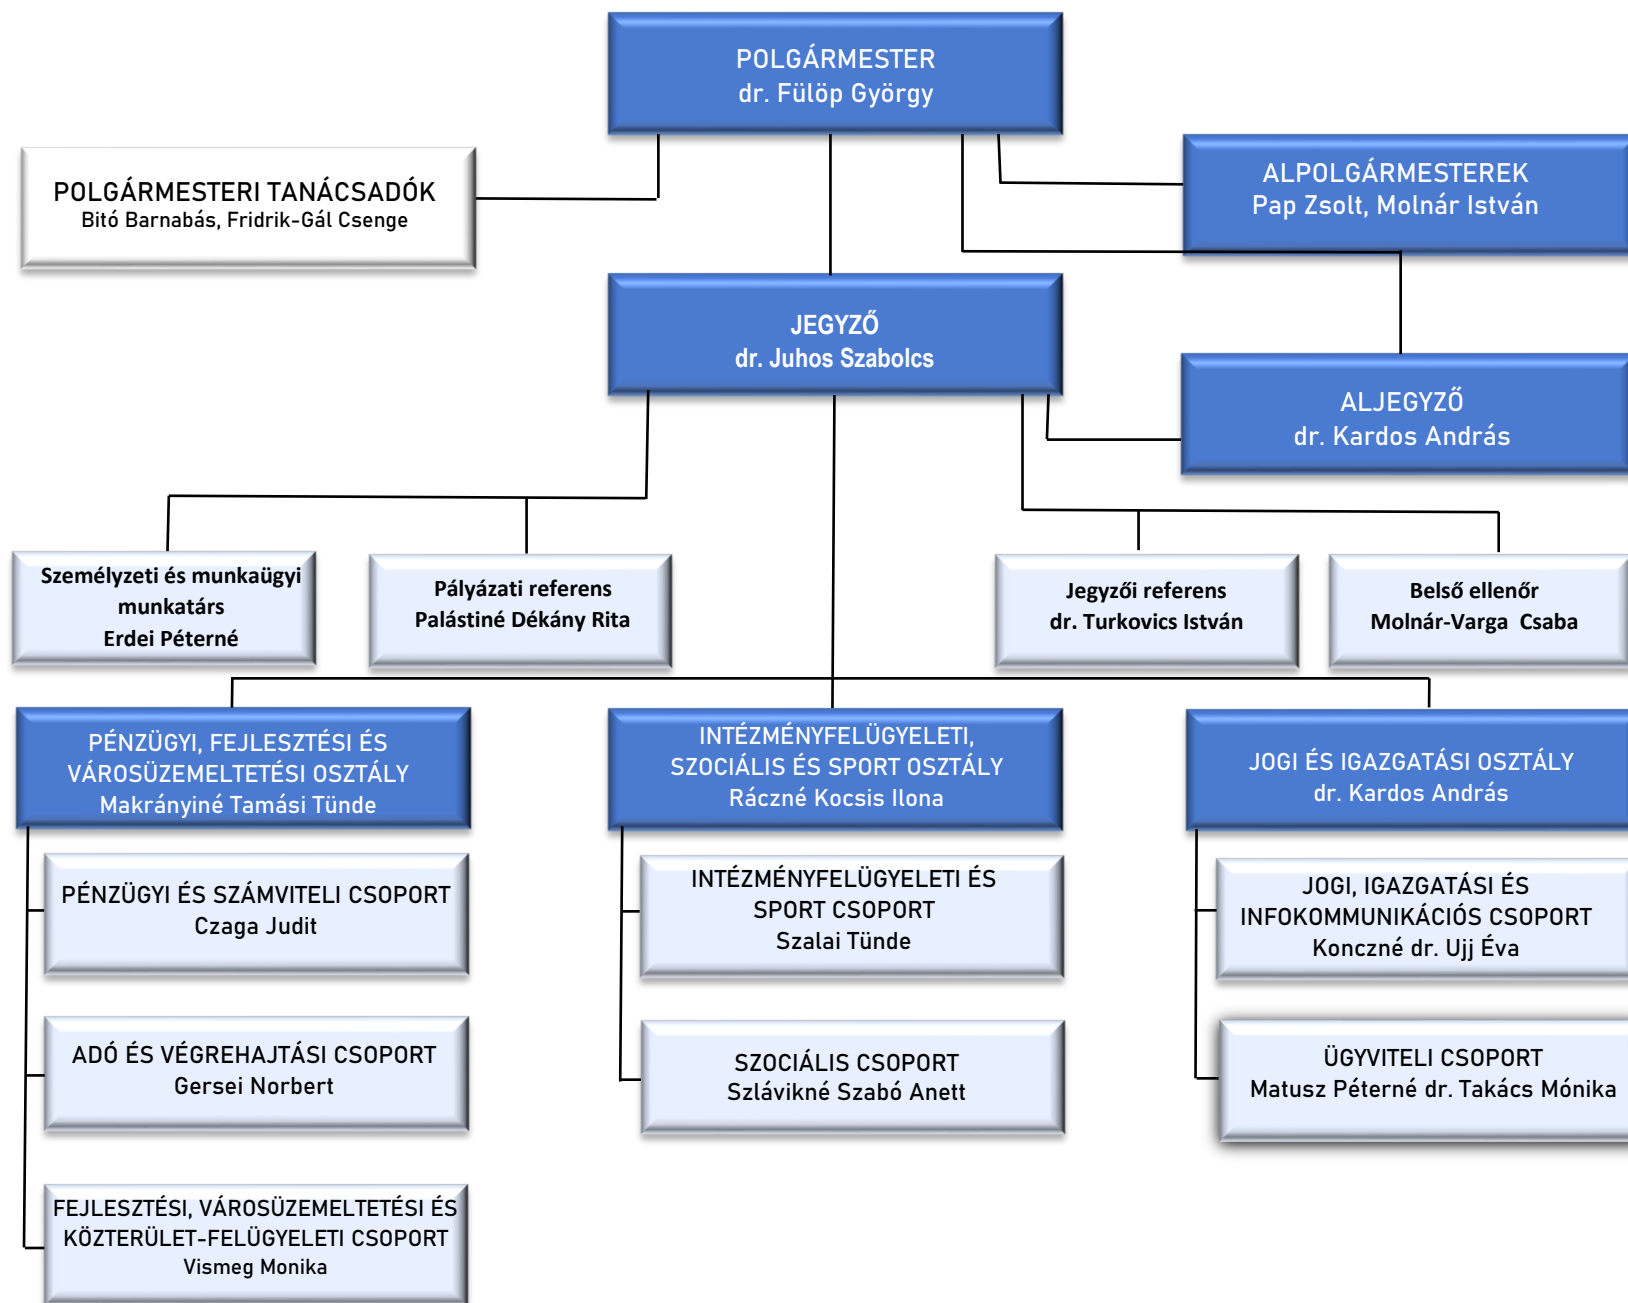 POLGÁRMESTER
dr. Fülöp György
POLGÁRMESTERI TANÁCSADÓK
Bitó Barnabás, Fridrik-Gál Csenge
ALPOLGÁRMESTEREK
Pap Zsolt, Molnár István
JEGYZŐ
dr. Juhos Szabolcs
ALJEGYZŐ
dr. Kardos András
Személyzeti és munkaügyi
munkatárs
Erdei Péterné
Pályázati referens
Palástiné Dékány Rita
Jegyzői referens
dr. Turkovics István
Belső ellenőr
Molnár-Varga  Csaba
PÉNZÜGYI, FEJLESZTÉSI ÉS
VÁROSÜZEMELTETÉSI OSZTÁLY
Makrányiné Tamási Tünde
INTÉZMÉNYFELÜGYELETI,
SZOCIÁLIS ÉS SPORT OSZTÁLY
Ráczné Kocsis Ilona
JOGI ÉS IGAZGATÁSI OSZTÁLY
dr. Kardos András
PÉNZÜGYI ÉS SZÁMVITELI CSOPORT
Czaga Judit
INTÉZMÉNYFELÜGYELETI ÉS
SPORT CSOPORT
Szalai Tünde
JOGI, IGAZGATÁSI ÉS
INFOKOMMUNIKÁCIÓS CSOPORT
Konczné dr. Ujj Éva
ADÓ ÉS VÉGREHAJTÁSI CSOPORT
Gersei Norbert
SZOCIÁLIS CSOPORT
Szlávikné Szabó Anett
ÜGYVITELI CSOPORT
Matusz Péterné dr. Takács Mónika
FEJLESZTÉSI, VÁROSÜZEMELTETÉSI ÉS
KÖZTERÜLET-FELÜGYELETI CSOPORT
Vismeg Monika